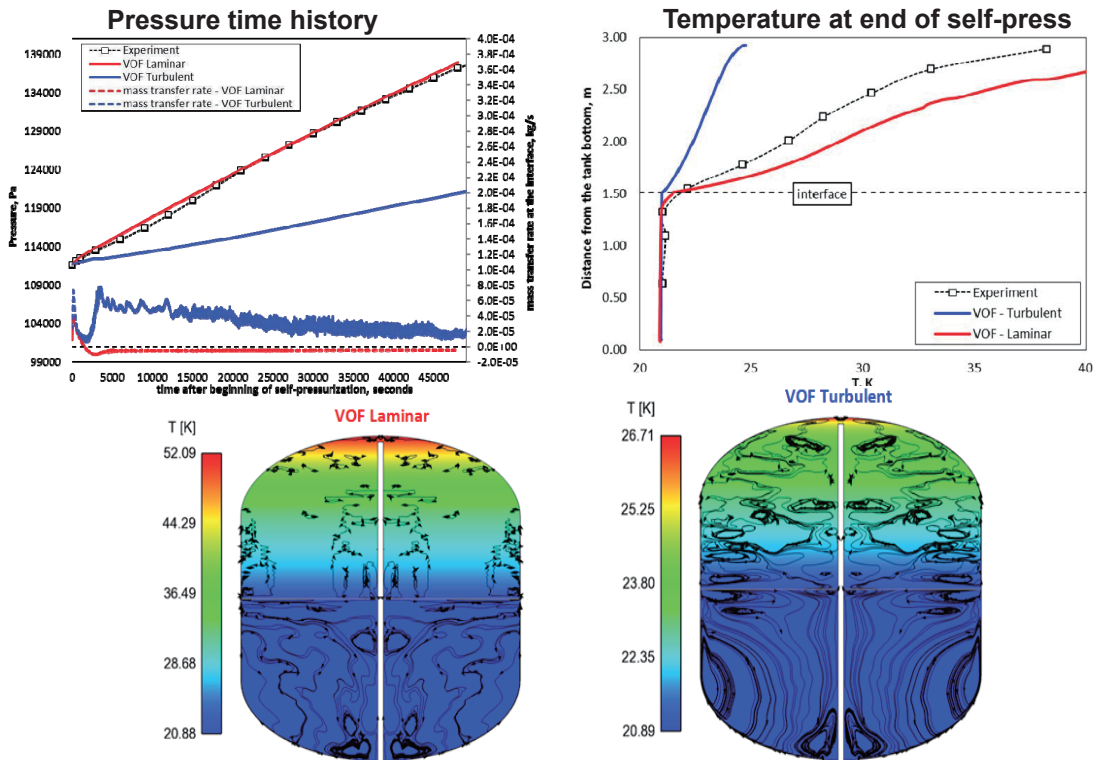 Pressure time history
139000
134000
129000
124000
119000
114000
109000
104000
99000
Pressure, Pa
Experiment
VOF Laminar
VOF Turbulent
mass transfer rate - VOF Laminar
mass transfer rate - VOF Turbulent
4.0E-04
3.8E-04
3.6E-04
3.4E-04
3.2E-04
3.0E-04
2.8E-04
2.6E-04
2.4E-04
2.2E-04
2.0E-04
1.8E-04
1.6E-04
1.4E-04
1.2E-04
1.0E-04
8.0E-05
6.0E-05
4.0E-05
2.0E-05
0.0E+00
-2.0E-05
mass transfer rate at the interface, kg/s
0 5000 10000 15000 20000 25000 30000 35000 40000 45000
time after beginning of self-pressurization, seconds
Temperature at end of self-press
3.00
2.50
2.00
1.50
1.00
0.50
0.00
Distance from the tank bottom, m
interface
Experiment
VOF - Turbulent
VOF - Laminar
20 25 30 35 40
T, K
VOF Laminar
T [K]
52.09
44.29
36.49
28.68
20.88
VOF Turbulent
T [K]
26.71
25.25
23.80
22.35
20.89